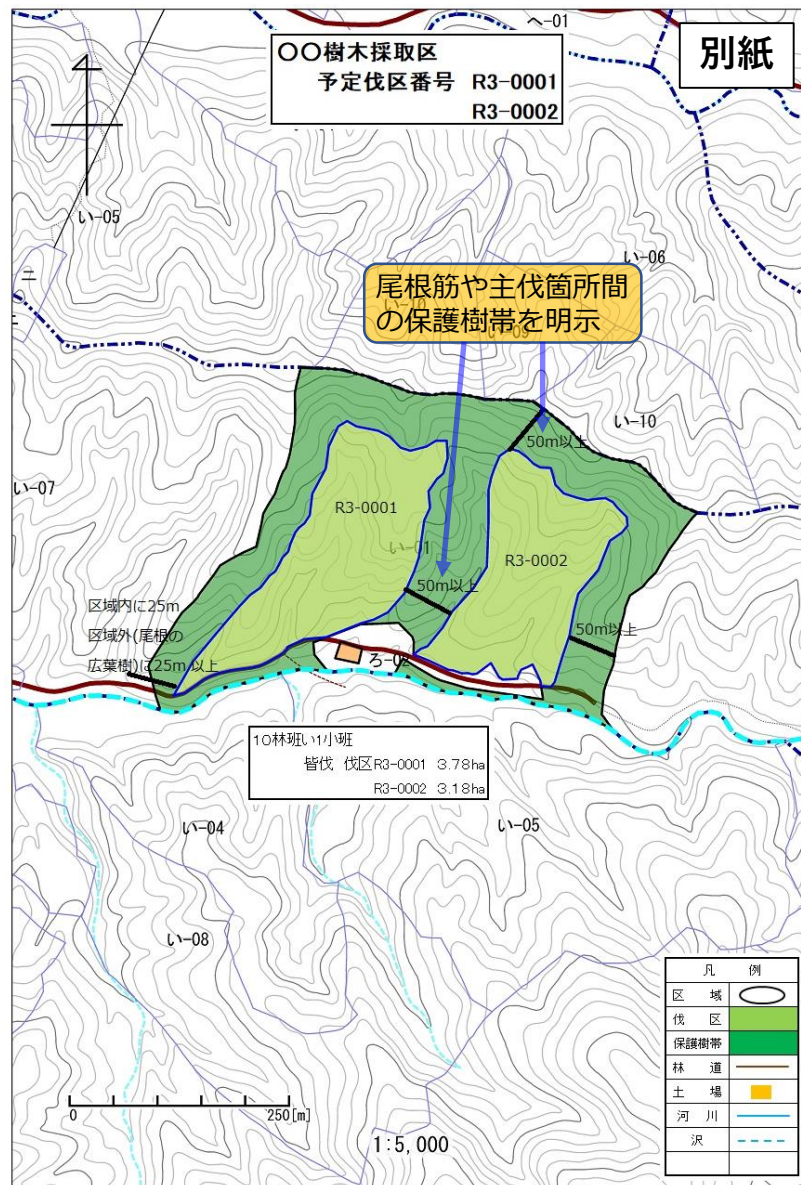 へ-01
〇〇樹木採取区
予定伐区番号 R3-0001
R3-0002
別紙
い-05
い-06
ニ
尾根筋や主伐箇所間
の保護樹帯を明示
い-09
い-10
50m以上
い-07
R3-0001
い-01
R3-0002
50m以上
50m以上
区域内に25m
区域外(尾根の
広葉樹)に25m以上
ろ-02
10林班い1小班
皆伐 伐区R3-0001 3.78ha
R3-0002 3.18ha
い-04
い-05
い-08
凡 例
区 域
伐 区
保護樹帯
林 道
土 場
河 川
沢
0 250[m]
1:5,000